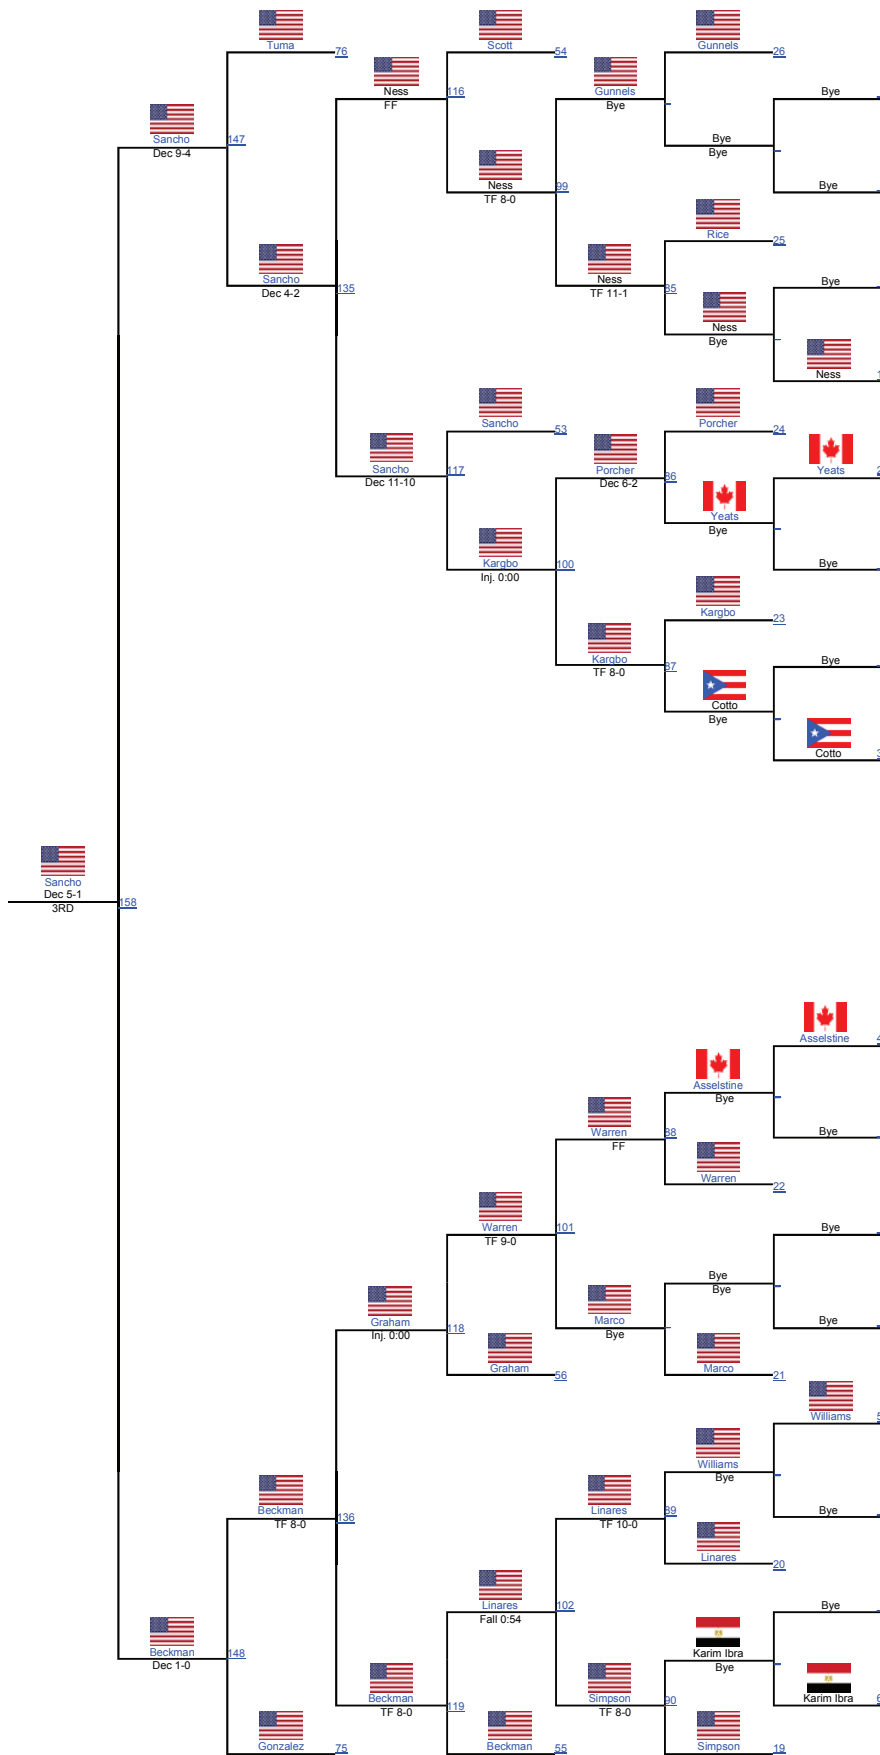 Tuma
76
Scott
54
Gunnels
26
Ness
FF
116
Gunnels
Bye
Bye
Sancho
Dec 9-4
147
Bye
Bye
Ness
TF 8-0
99
Bye
Rice
25
Sancho
Dec 4-2
135
Ness
TF 11-1
85
Bye
Ness
Bye
Ness
Sancho
53
Porcher
24
Sancho
Dec 11-10
117
Porcher
Dec 6-2
86
Yeats
Yeats
Bye
Kargbo
Inj. 0:00
100
Bye
Kargbo
23
Kargbo
TF 8-0
87
Bye
Cotto
Bye
Cotto
Sancho
Dec 5-1
3RD
158
Asselstine
Asselstine
Bye
Warren
FF
88
Bye
Warren
22
Warren
TF 9-0
101
Bye
Bye
Bye
Graham
Inj. 0:00
118
Marco
Bye
Bye
Graham
56
Marco
21
Williams
Williams
Bye
Beckman
TF 8-0
136
Linares
TF 10-0
89
Bye
Linares
20
Linares
Fall 0:54
102
Bye
Beckman
Dec 1-0
148
Karim Ibra
Bye
Beckman
TF 8-0
119
Simpson
TF 8-0
90
Karim Ibra
Gonzalez
75
Beckman
55
Simpson
19